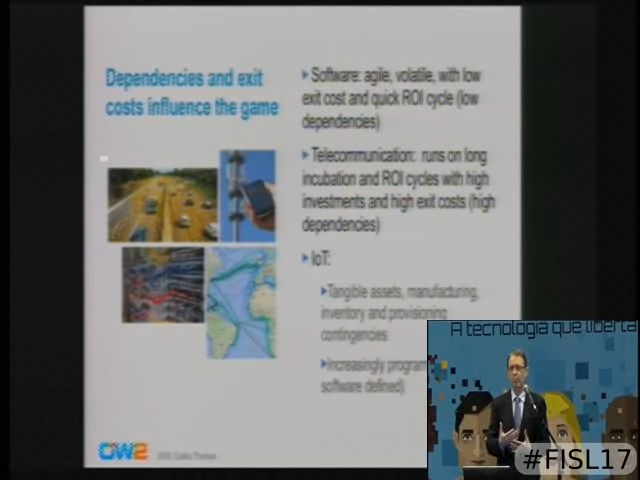 Dependencies and exit
costs influence the game
Software: agile, volatile, with low
exit cost and quick ROI cycle (low
dependencies)
Telecommunication: runs on long
incubation and ROI cycles with high
investments and high exit costs (high
dependencies)
IoT:
Tangible assets, manufacturing,
inventory and provisioning
contingencies
Increasingly
software defined)
OW2
A tecnologia que liberta
#FISL17